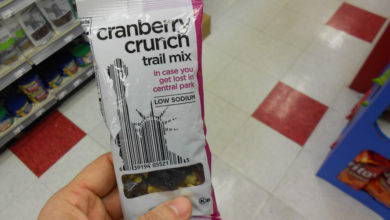 cranberry
crunch
trail mix
in case you
get lost in
central park
LOW SODIUM